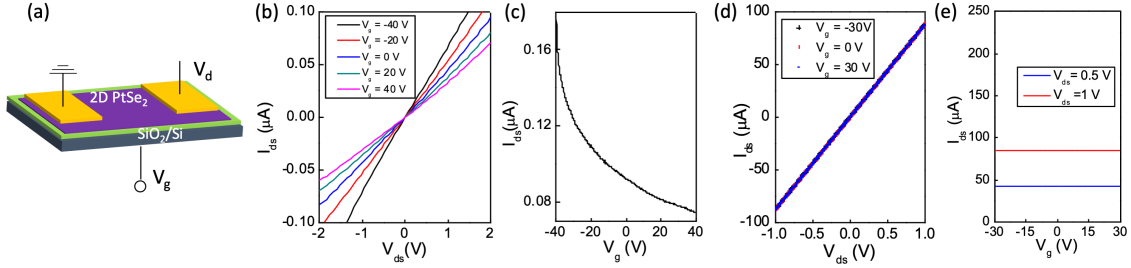 (a)
V_d
2D PtSe₂
SiO₂/Si
V_g
(b)
0.10
0.05
0.00
-0.05
-0.10
I_ds (µA)
V_g = -40 V
V_g = -20 V
V_g = 0 V
V_g = 20 V
V_g = 40 V
-2 -1 0 1 2
V_ds(V)
(c)
0.16
0.12
0.08
I_ds(µA)
-40 -20 0 20 40
V_g (V)
(d)
100
50
0
-50
-100
I_ds (µA)
V_g = -30V
V_g = 0 V
V_g = 30 V
-1.0 -0.5 0.0 0.5 1.0
V_ds (V)
(e)
250
200
150
100
50
0
I_ds (µA)
V_ds= 0.5 V
V_ds=1 V
-30 -15 0 15 30
V_g (V)